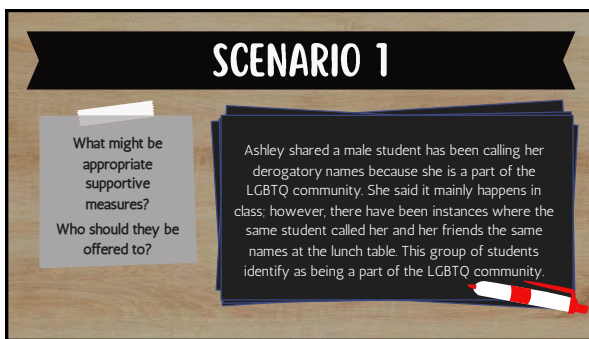 SCENARIO 1
What might be
appropriate
supportive
measures?
Who should they be
offered to?
Ashley shared a male student has been calling her
derogatory names because she is a part of the
LGBTQ community. She said it mainly happens in
class; however, there have been instances where the
same student called her and her friends the same
names at the lunch table. This group of students
identify as being a part of the LGBTQ community.